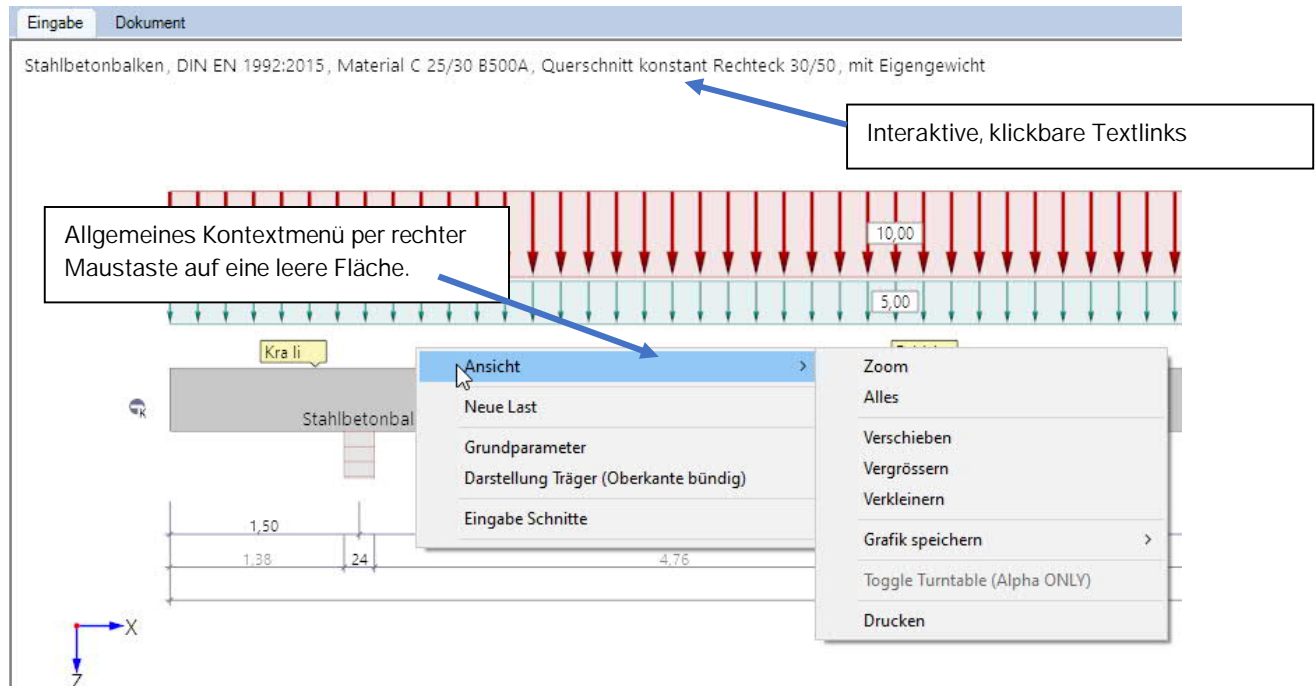 Eingabe Dokument
Stahlbetonbalken, DIN EN 1992:2015, Material C 25/30 B500A, Querschnitt konstant Rechteck 30/50, mit Eigengewicht
Interaktive, klickbare Textlinks
Allgemeines Kontextmenü per rechter
Maustaste auf eine leere Fläche.
10,00
5,00
Kra li
K
Stahlbetonbal
Ansicht
Neue Last
Grundparameter
Darstellung Träger (Oberkante bündig)
Eingabe Schnitte
Zoom
Alles
Verschieben
Vergrössern
Verkleinern
Grafik speichern
Toggle Turntable (Alpha ONLY)
Drucken
1,50
1,38 24 4,76
X
Z